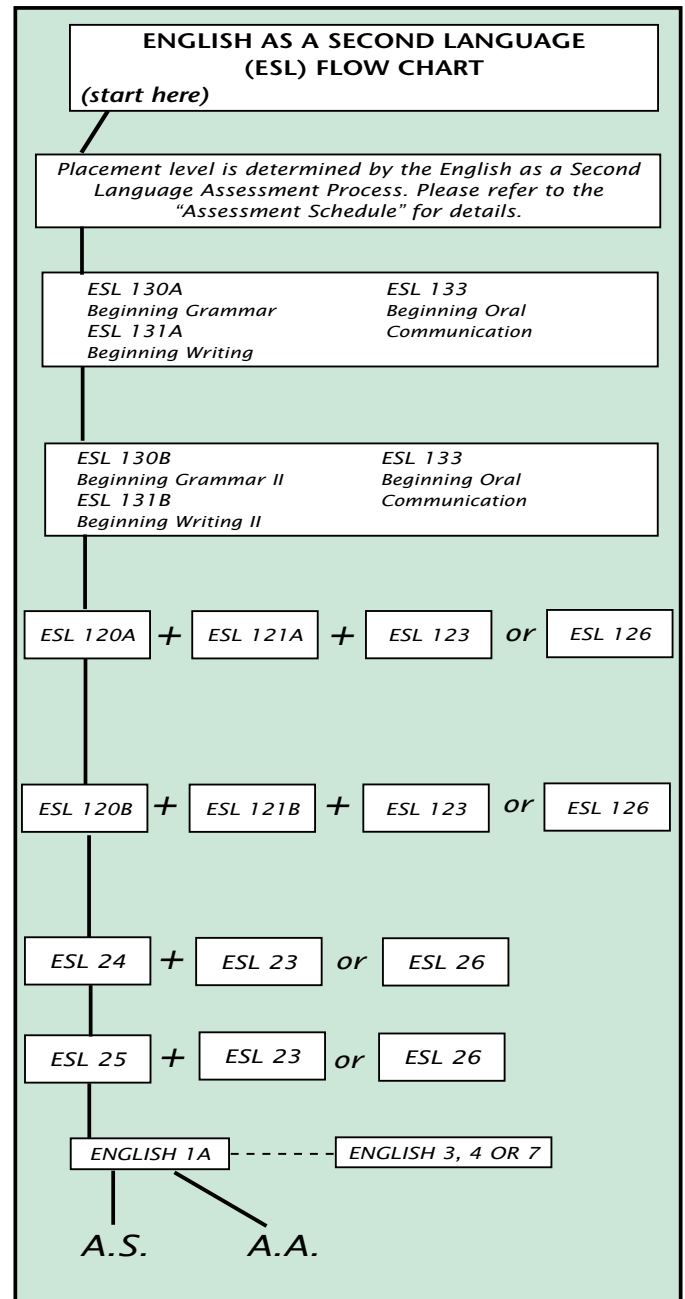 ENGLISH AS A SECOND LANGUAGE
(ESL) FLOW CHART
(start here)
Placement level is determined by the English as a Second
Language Assessment Process. Please refer to the
“Assessment Schedule” for details.
ESL 130A
Beginning Grammar
ESL 131A
Beginning Writing
ESL 133
Beginning Oral
Communication
ESL 130B
Beginning Grammar II
ESL 131B
Beginning Writing II
ESL 133
Beginning Oral
Communication
ESL 120A + ESL 121A + ESL 123 or ESL 126
ESL 120B + ESL 121B + ESL 123 or ESL 126
ESL 24 + ESL 23 or ESL 26
ESL 25 + ESL 23 or ESL 26
ENGLISH 1A ENGLISH 3, 4 OR 7
A.S. A.A.